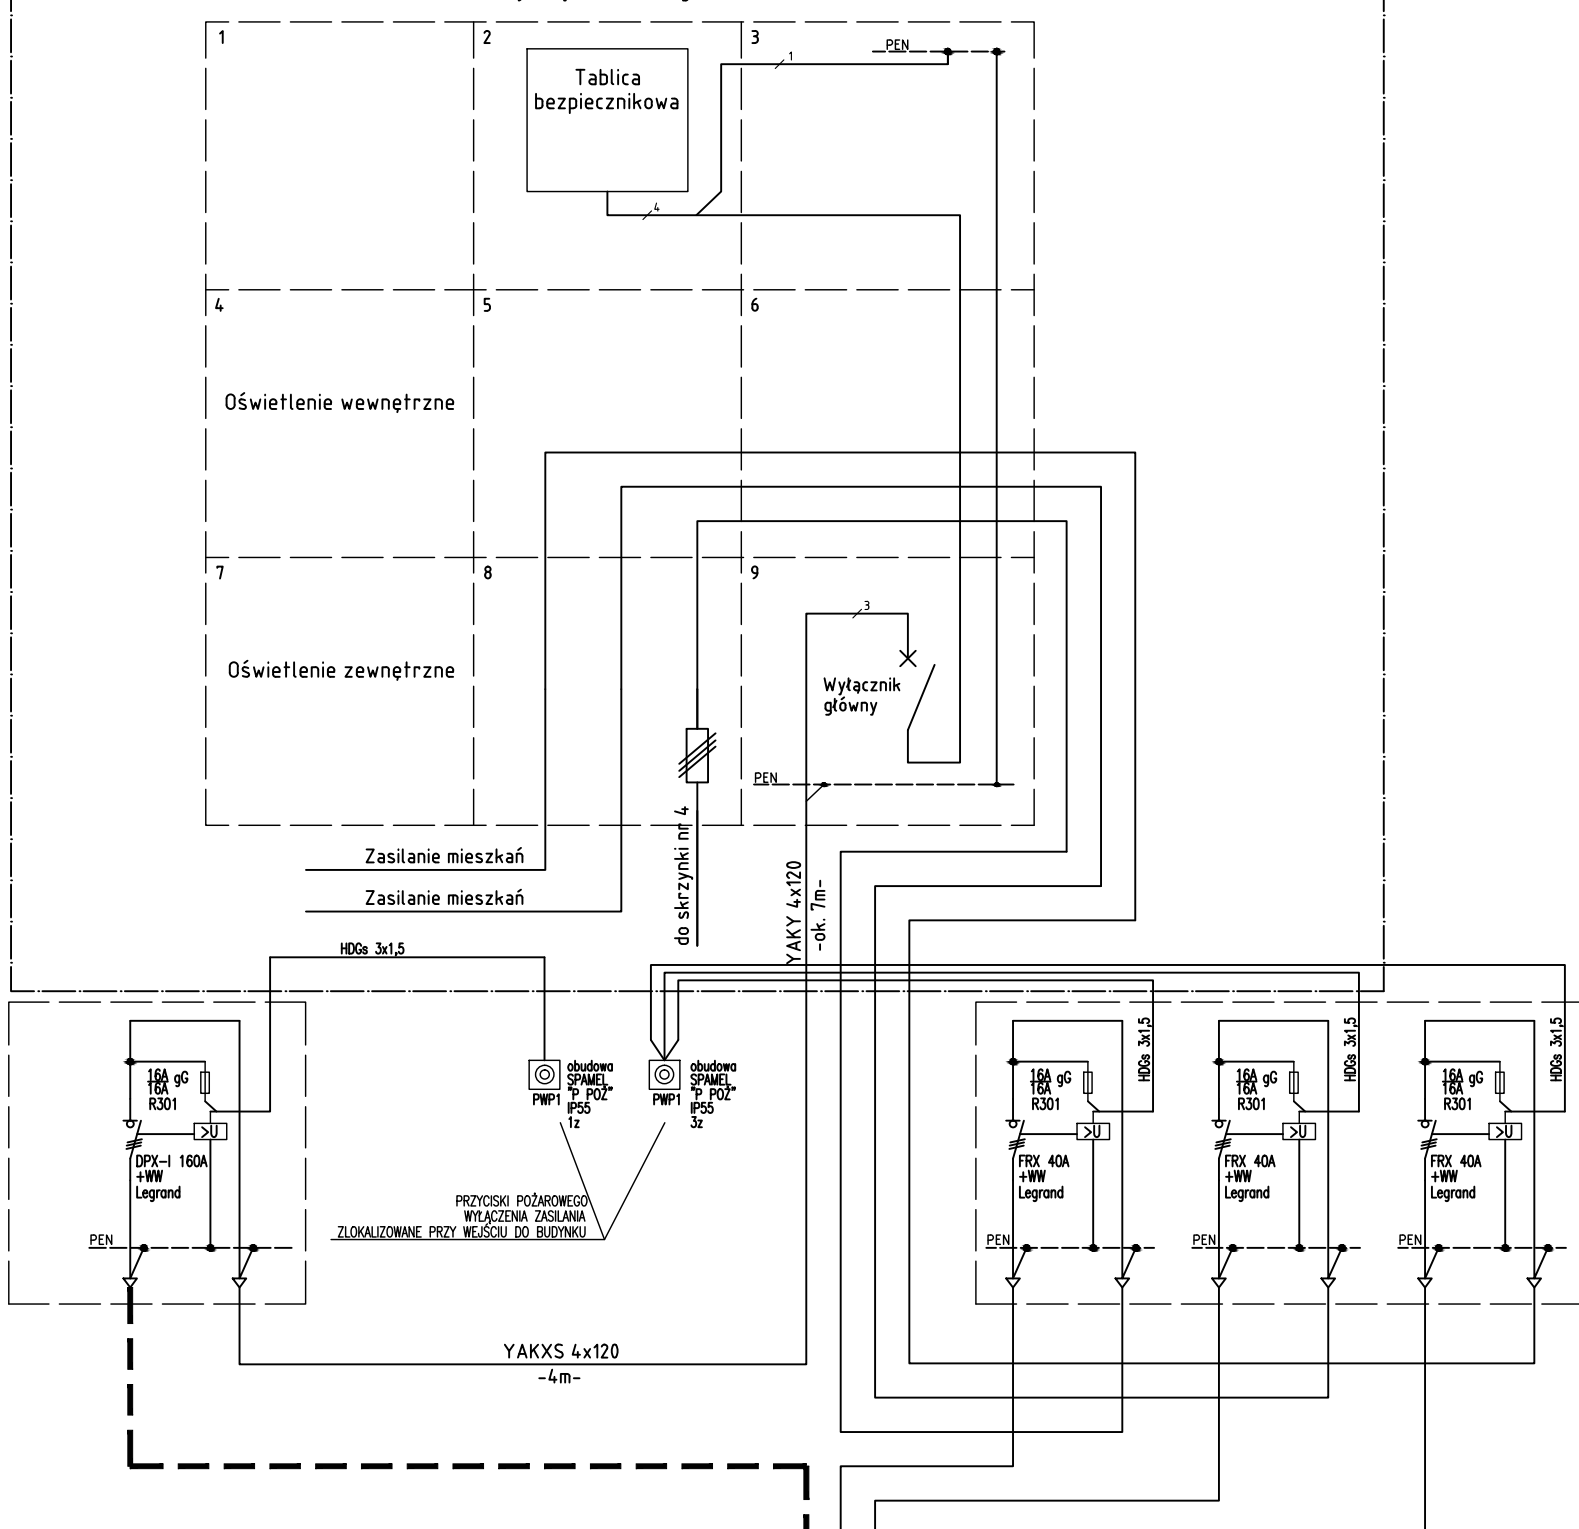 1
2
3
PEN
1
Tablica
bezpiecznikowa
4
4
5
6
Oświetlenie wewnętrzne
7
8
9
3
Oświetlenie zewnętrzne
Wyłącznik
główny
PEN
do skrzynki nr 4
Zasilanie mieszkań
Zasilanie mieszkań
YAKY 4x120
-ok. 7m-
HDGs 3x1,5
16A gG
16A
R301
>U
DPX-I 160A
+WW
Legrand
PEN
PWP1
obudowa
SPAMEL
"P POŻ"
IP55
1z
PWP1
obudowa
SPAMEL
"P POŻ"
IP55
3z
PRZYCISKI POŻAROWEGO
WYŁĄCZENIA ZASILANIA
ZLOKALIZOWANE PRZY WEJŚCIU DO BUDYNKU
HDGs 3x1,5
16A gG
16A
R301
>U
FRX 40A
+WW
Legrand
PEN
HDGs 3x1,5
16A gG
16A
R301
>U
FRX 40A
+WW
Legrand
PEN
HDGs 3x1,5
16A gG
16A
R301
>U
FRX 40A
+WW
Legrand
PEN
YAKXS 4x120
-4m-